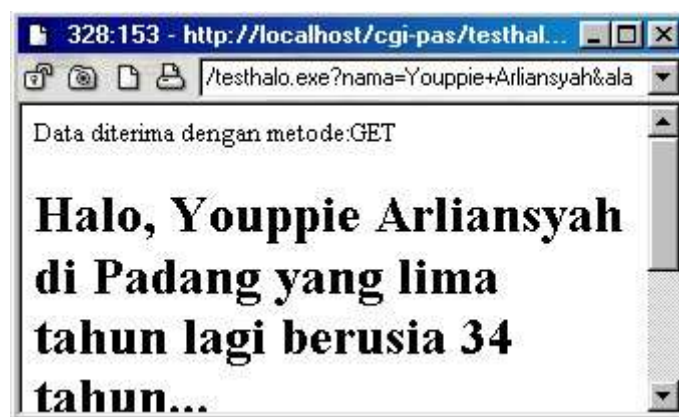 328:153 - http://localhost/cgi-pas/testhal...
/testhalo.exe?nama=Youppie+Arliansyah&ala
Data diterima dengan metode:GET
Halo, Youppie Arliansyah
di Padang yang lima
tahun lagi berusia 34
tahun...